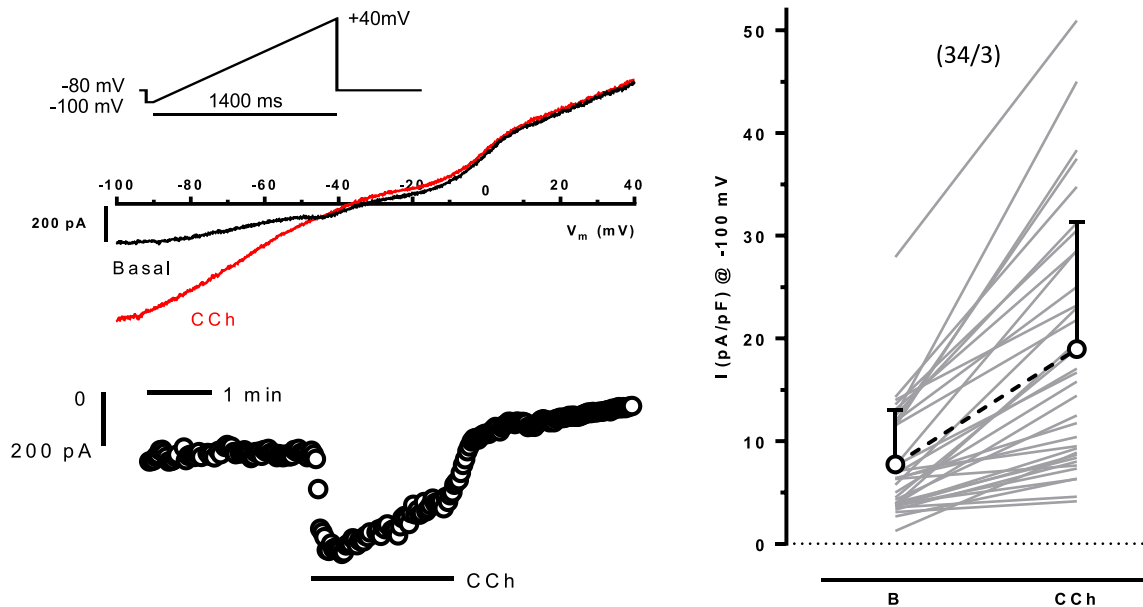 +40mV
-80 mV
-100 mV
1400 ms
-100 -80 -60 -40 -20 0 20 40
200 pA
Vm (mV)
Basal
CCh
0
1 min
200 pA
CCh
(34/3)
I (pA/pF) @ -100 mV
50
40
30
20
10
0
B CCh